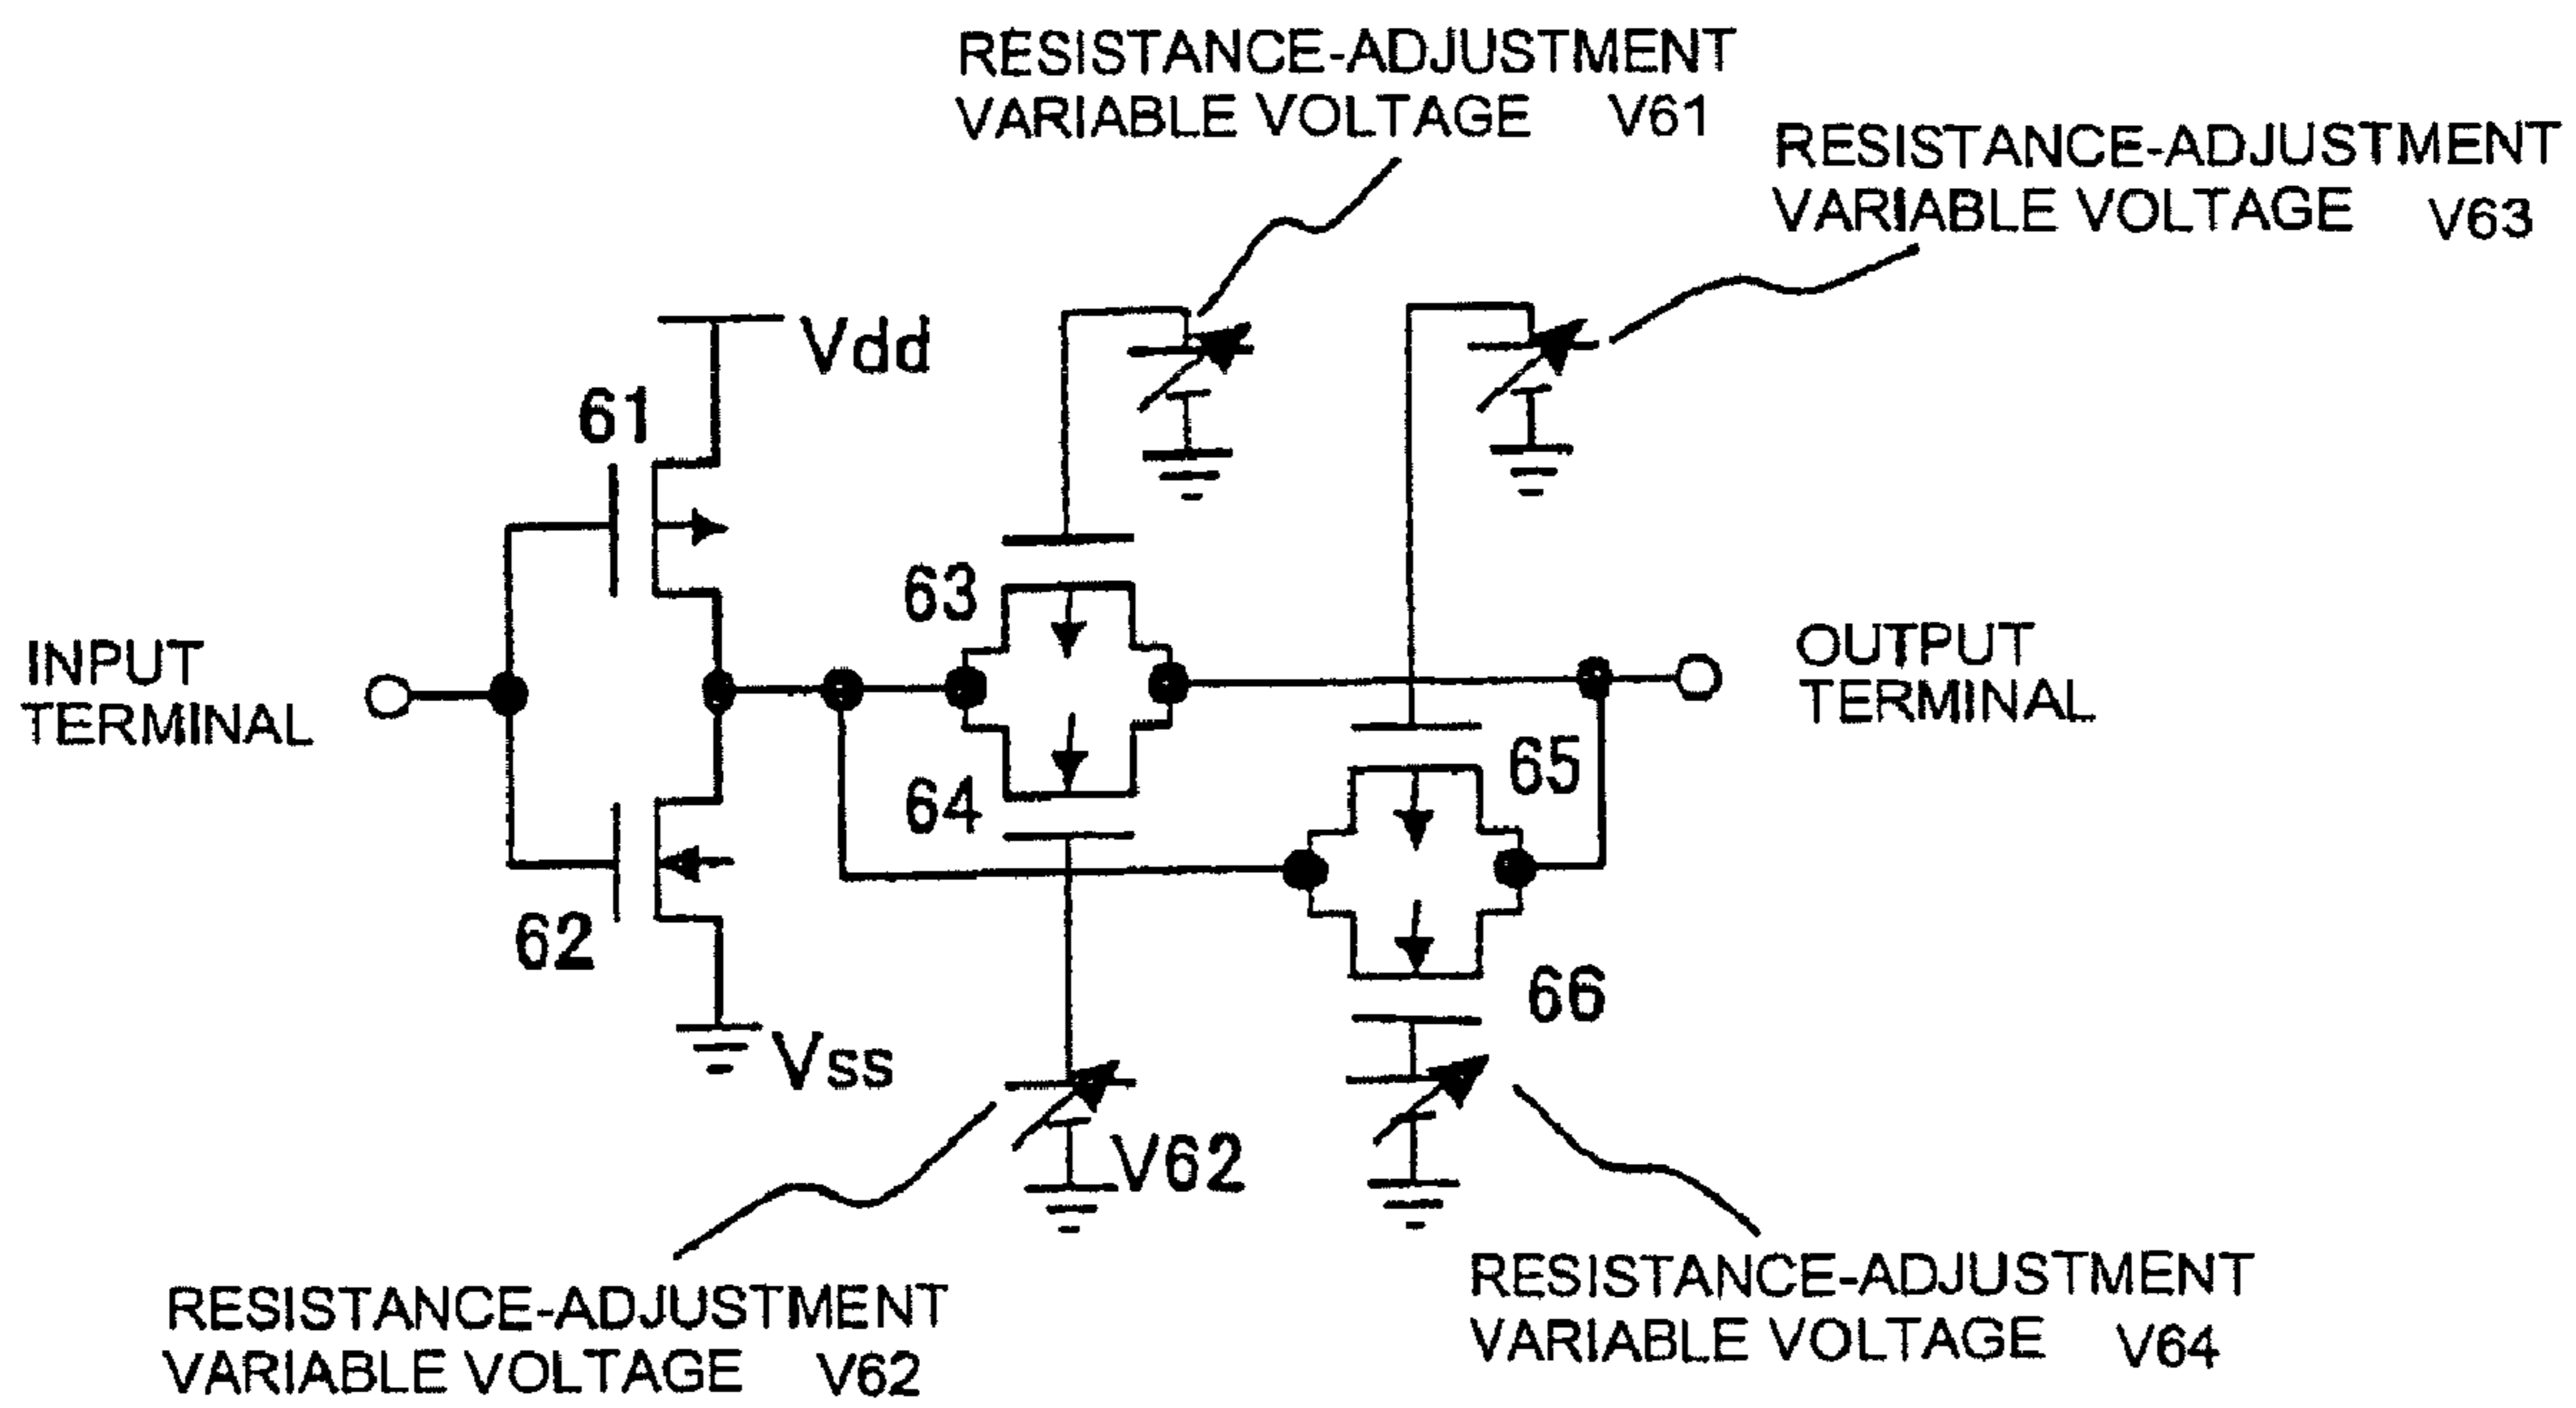 RESISTANCE-ADJUSTMENT
VARIABLE VOLTAGE V61
RESISTANCE-ADJUSTMENT
VARIABLE VOLTAGE V63
Vdd
61
63
INPUT
TERMINAL
OUTPUT
TERMINAL
65
64
62
66
Vss
V62
RESISTANCE-ADJUSTMENT
VARIABLE VOLTAGE V62
RESISTANCE-ADJUSTMENT
VARIABLE VOLTAGE V64